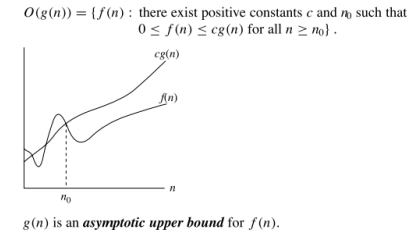 O(g(n)) = {f(n) : there exist positive constants c and n₀ such that
0 ≤ f(n) ≤ cg(n) for all n ≥ n₀} .
cg(n)
f(n)
n
n₀
g(n) is an asymptotic upper bound for f(n).